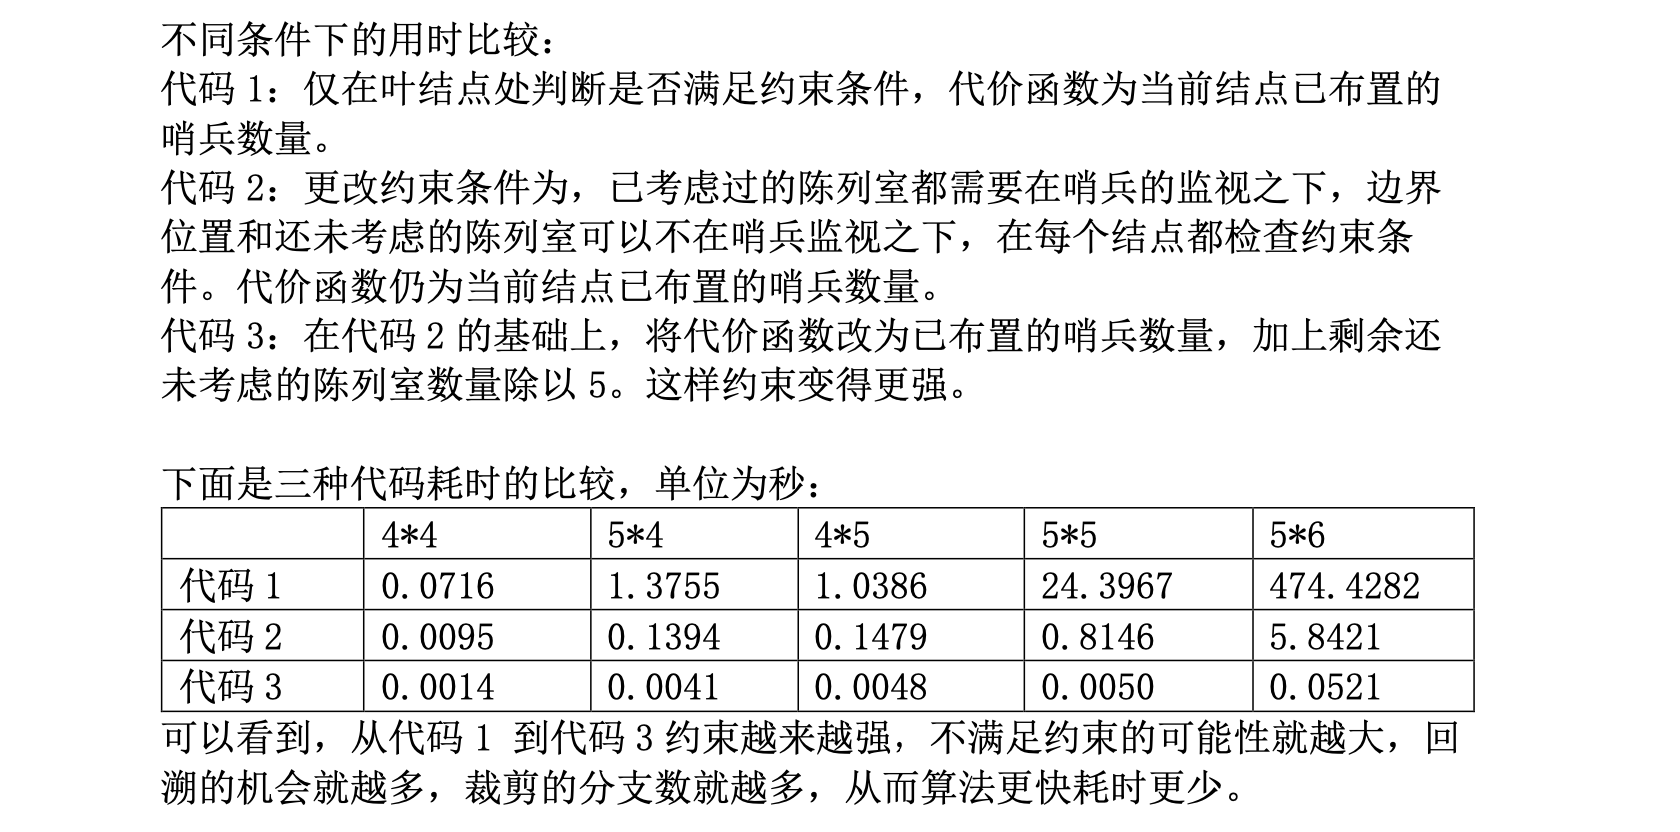 不同条件下的用时比较：
代码 1：仅在叶结点处判断是否满足约束条件，代价函数为当前结点已布置的
哨兵数量。
代码 2：更改约束条件为，已考虑过的陈列室都需要在哨兵的监视之下，边界
位置和还未考虑的陈列室可以不在哨兵监视之下，在每个结点都检查约束条
件。代价函数仍为当前结点已布置的哨兵数量。
代码 3：在代码 2 的基础上，将代价函数改为已布置的哨兵数量，加上剩余还
未考虑的陈列室数量除以 5。这样约束变得更强。
下面是三种代码耗时的比较，单位为秒：
4*4 5*4 4*5 5*5 5*6
代码 1 0.0716 1.3755 1.0386 24.3967 474.4282
代码 2 0.0095 0.1394 0.1479 0.8146 5.8421
代码 3 0.0014 0.0041 0.0048 0.0050 0.0521
可以看到，从代码 1 到代码 3 约束越来越强，不满足约束的可能性就越大，回
溯的机会就越多，裁剪的分支数就越多，从而算法更快耗时更少。